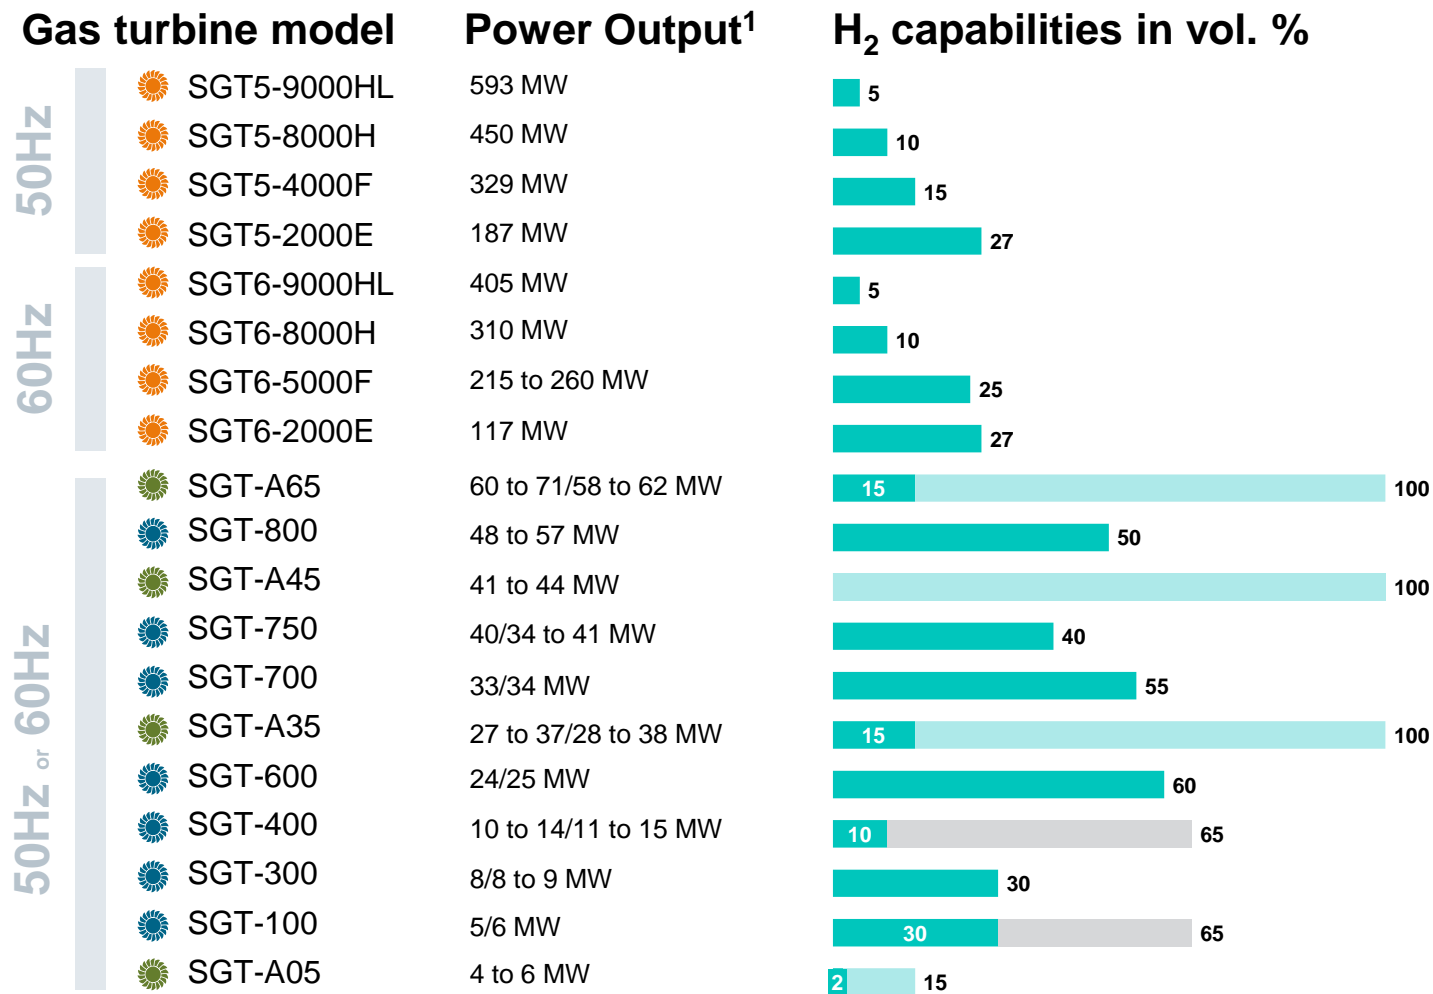 Gas turbine model Power Output¹ H₂ capabilities in vol. %
50Hz
SGT5-9000HL 593 MW 5
SGT5-8000H 450 MW 10
SGT5-4000F 329 MW 15
SGT5-2000E 187 MW 27
60Hz
SGT6-9000HL 405 MW 5
SGT6-8000H 310 MW 10
SGT6-5000F 215 to 260 MW 25
SGT6-2000E 117 MW 27
50Hz or 60Hz
SGT-A65 60 to 71/58 to 62 MW 15 100
SGT-800 48 to 57 MW 50
SGT-A45 41 to 44 MW 100
SGT-750 40/34 to 41 MW 40
SGT-700 33/34 MW 55
SGT-A35 27 to 37/28 to 38 MW 15 100
SGT-600 24/25 MW 60
SGT-400 10 to 14/11 to 15 MW 10 65
SGT-300 8/8 to 9 MW 30
SGT-100 5/6 MW 30 65
SGT-A05 4 to 6 MW 2 15